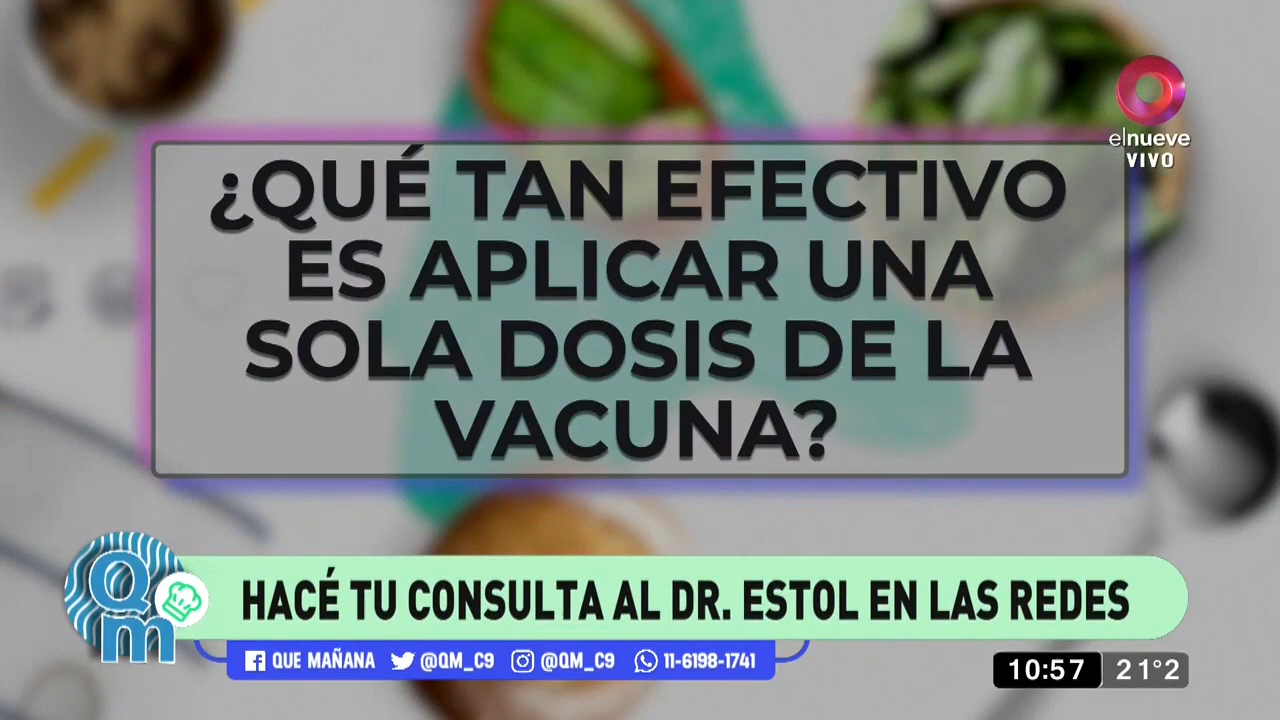 elnueve
VIVO
¿QUÉ TAN EFECTIVO
ES APLICAR UNA
SOLA DOSIS DE LA
VACUNA?
Qm
HACÉ TU CONSULTA AL DR. ESTOL EN LAS REDES
QUE MAÑANA @QM_C9 @QM_C9 11-6198-1741
10:57 21°2